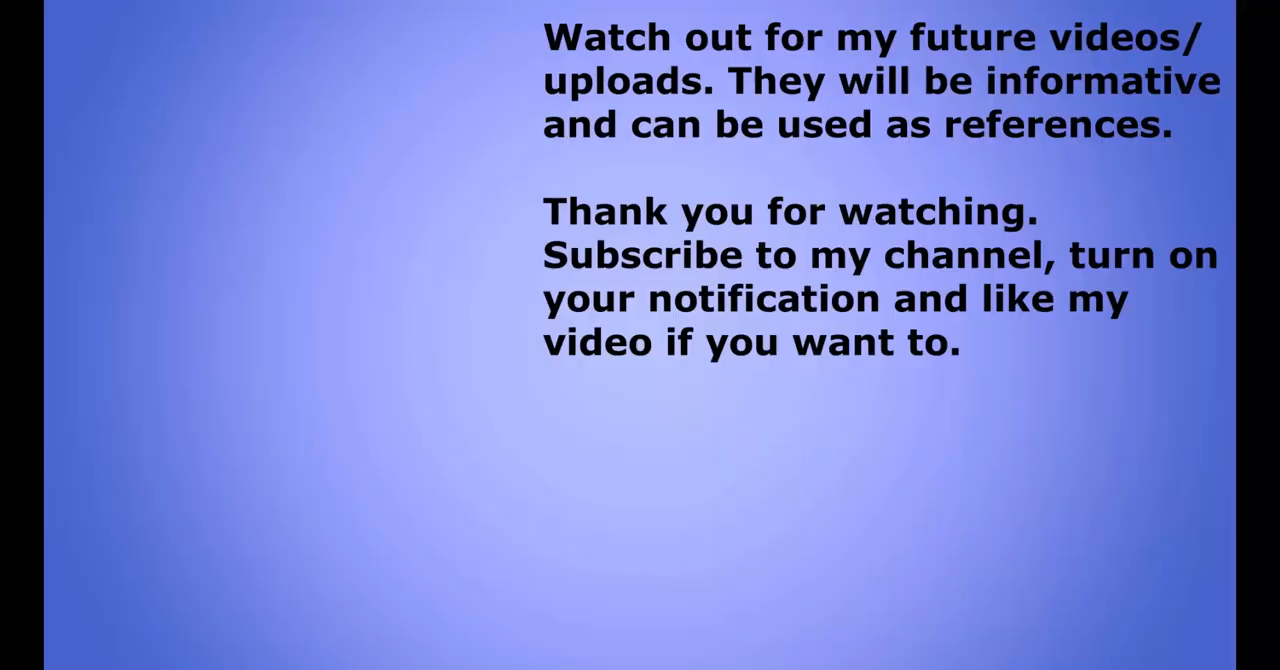 Watch out for my future videos/
uploads. They will be informative
and can be used as references.
Thank you for watching.
Subscribe to my channel, turn on
your notification and like my
video if you want to.